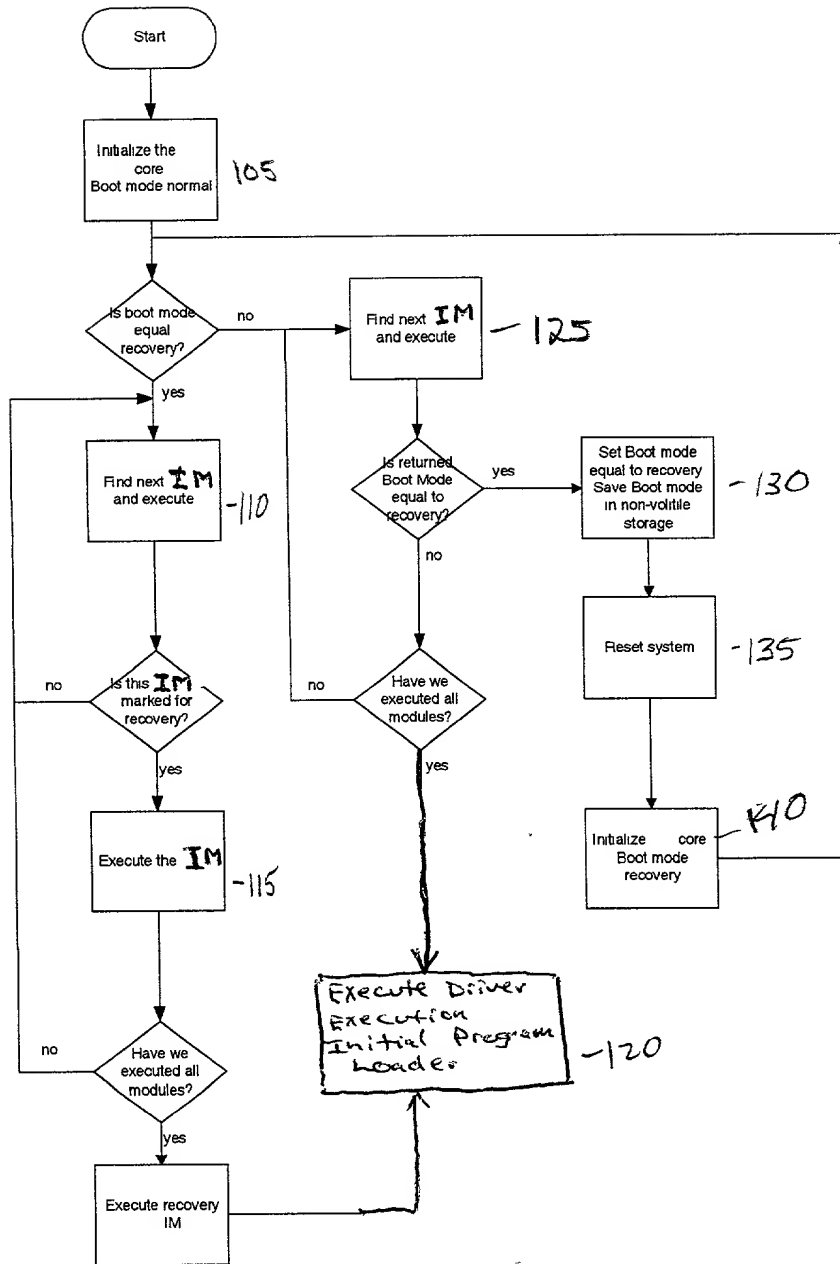 Start
Initialize the
core
Boot mode normal
105
Is boot mode
equal
recovery?
no
yes
Find next IM
and execute
-125
Find next IM
and execute
-110
Is returned
Boot Mode
equal to
recovery?
yes
no
Set Boot mode
equal to recovery
Save Boot mode
in non-volitile
storage
-130
Reset system
-135
Is this IM
marked for
recovery?
no
yes
Have we
executed all
modules?
no
yes
Execute the IM
-115
Initialize core
Boot mode
recovery
140
Have we
executed all
modules?
no
yes
Execute Driver
Execution
Initial Program
Loader
-120
Execute recovery
IM